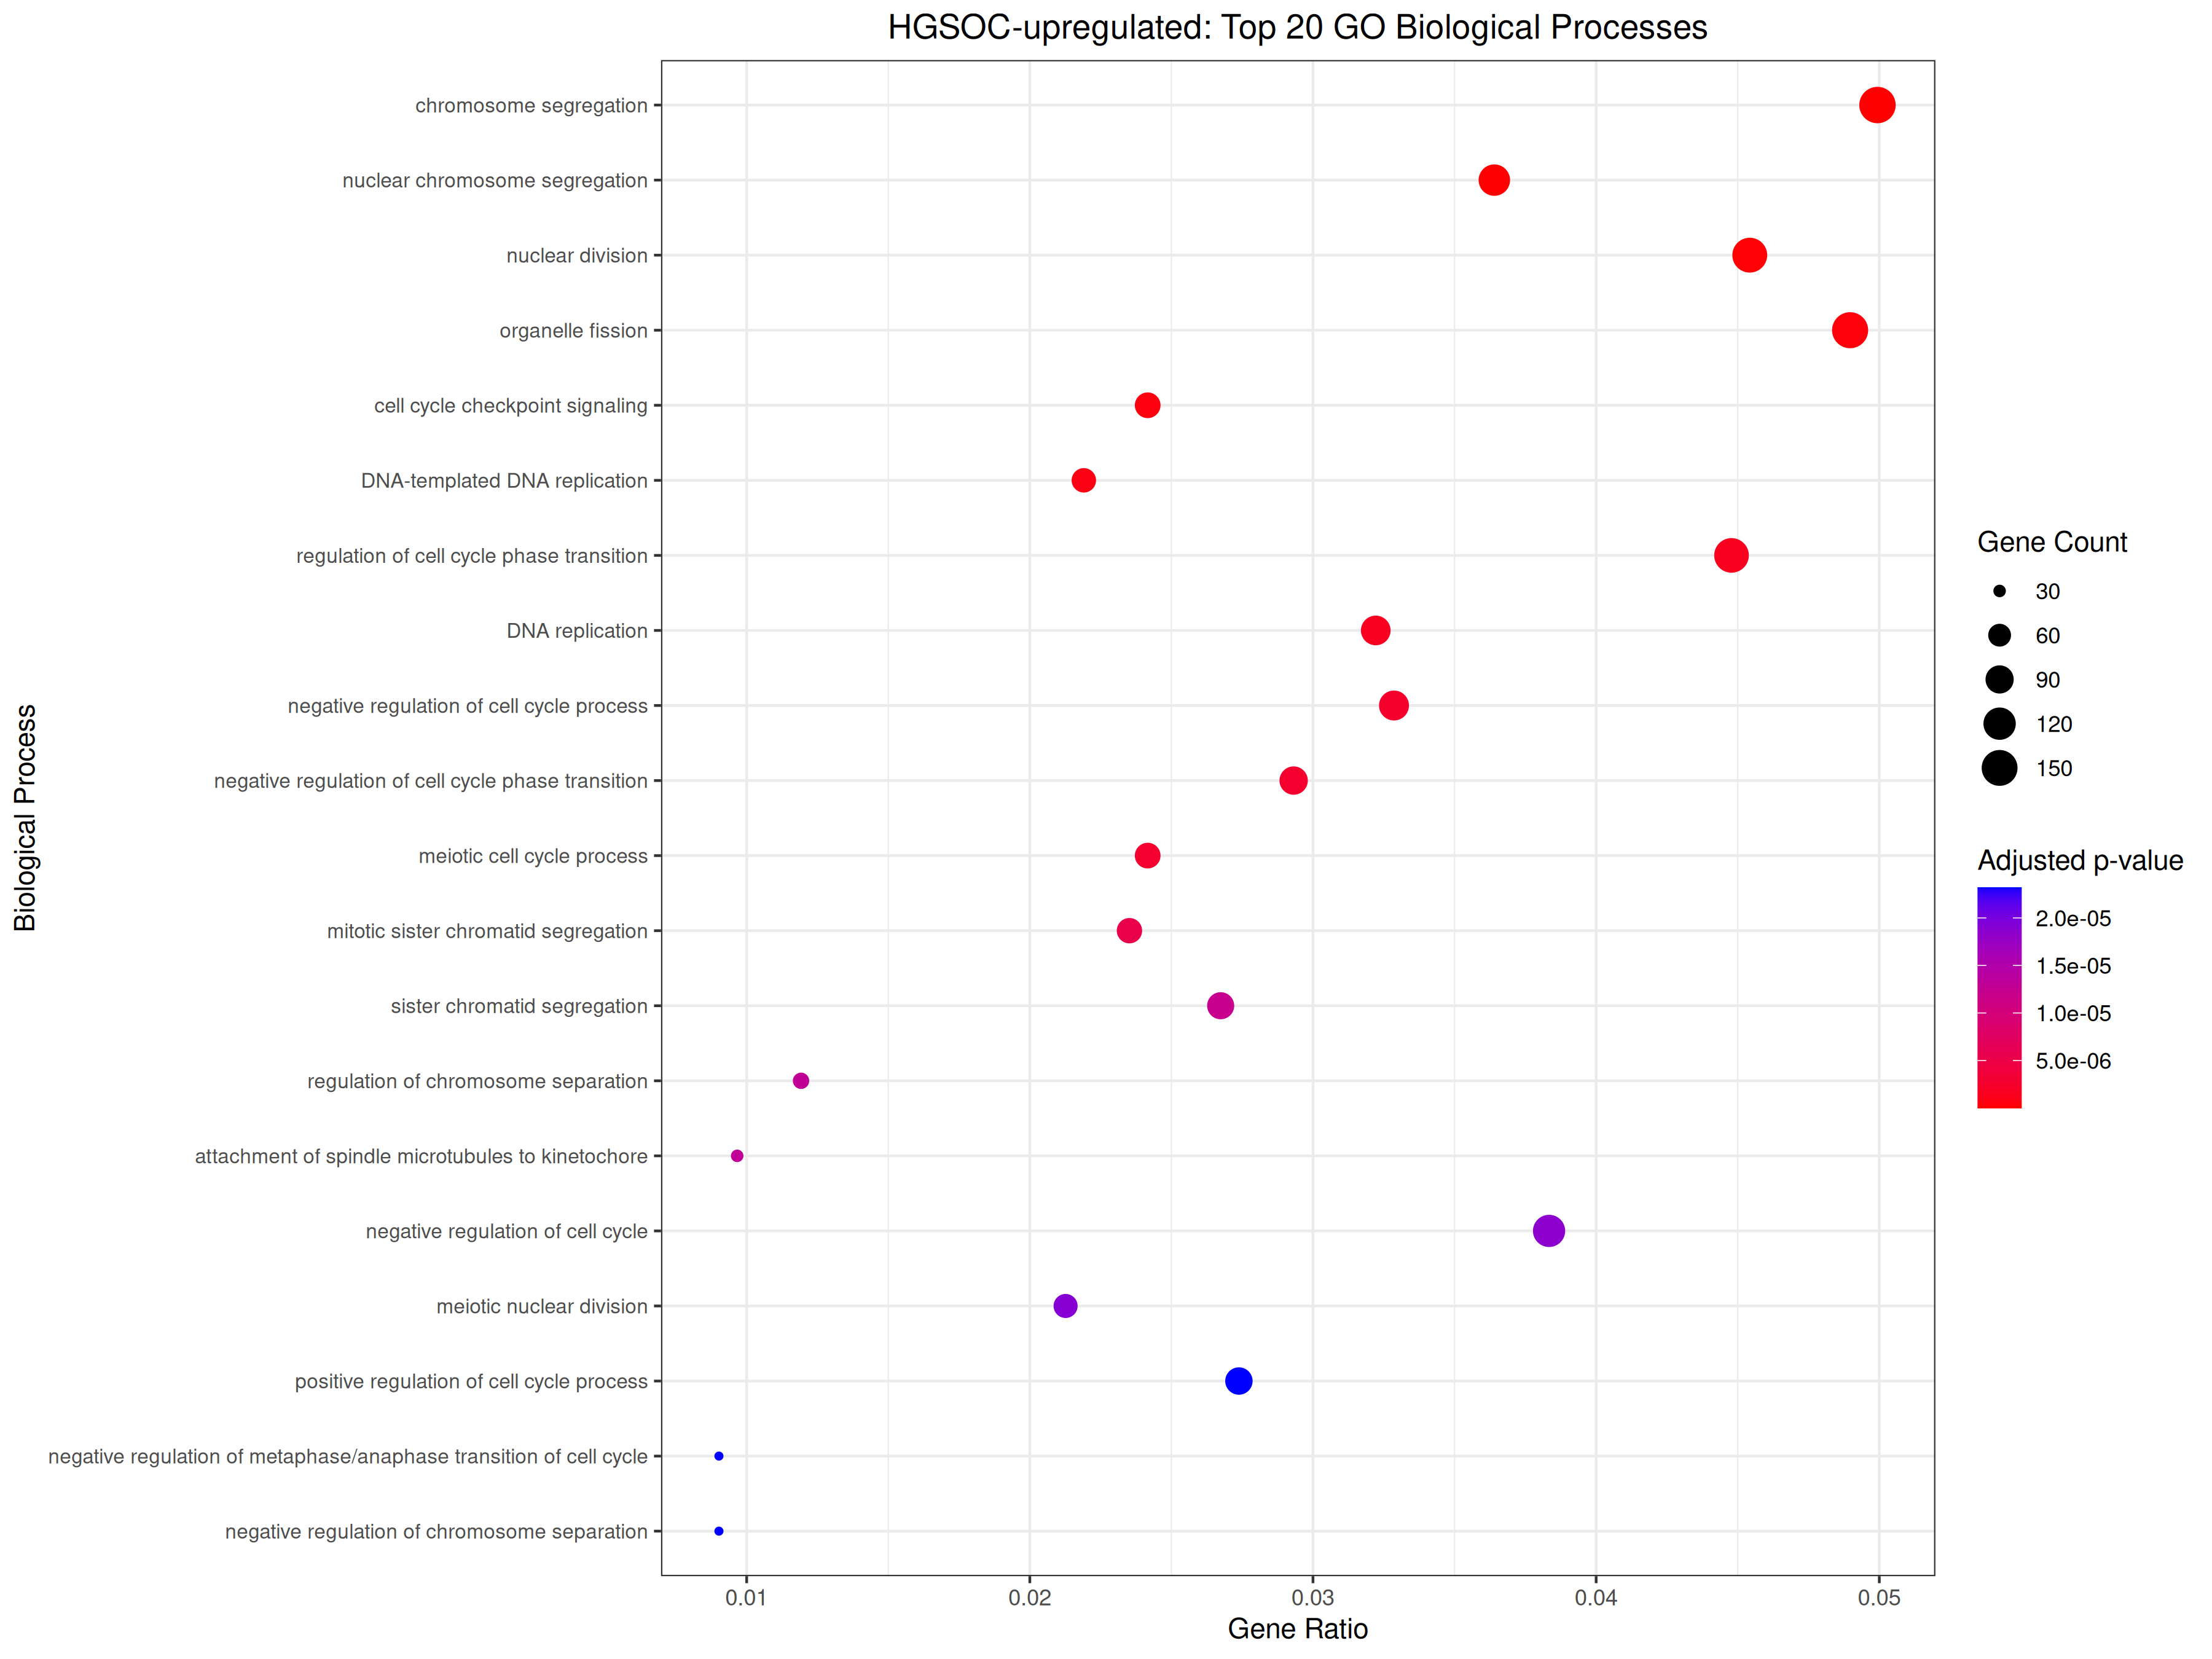 HGSOC-upregulated: Top 20 GO Biological Processes
Biological Process
chromosome segregation
nuclear chromosome segregation
nuclear division
organelle fission
cell cycle checkpoint signaling
DNA-templated DNA replication
regulation of cell cycle phase transition
DNA replication
negative regulation of cell cycle process
negative regulation of cell cycle phase transition
meiotic cell cycle process
mitotic sister chromatid segregation
sister chromatid segregation
regulation of chromosome separation
attachment of spindle microtubules to kinetochore
negative regulation of cell cycle
meiotic nuclear division
positive regulation of cell cycle process
negative regulation of metaphase/anaphase transition of cell cycle
negative regulation of chromosome separation
0.01 0.02 0.03 0.04 0.05
Gene Ratio
Gene Count
30
60
90
120
150
Adjusted p-value
2.0e-05
1.5e-05
1.0e-05
5.0e-06